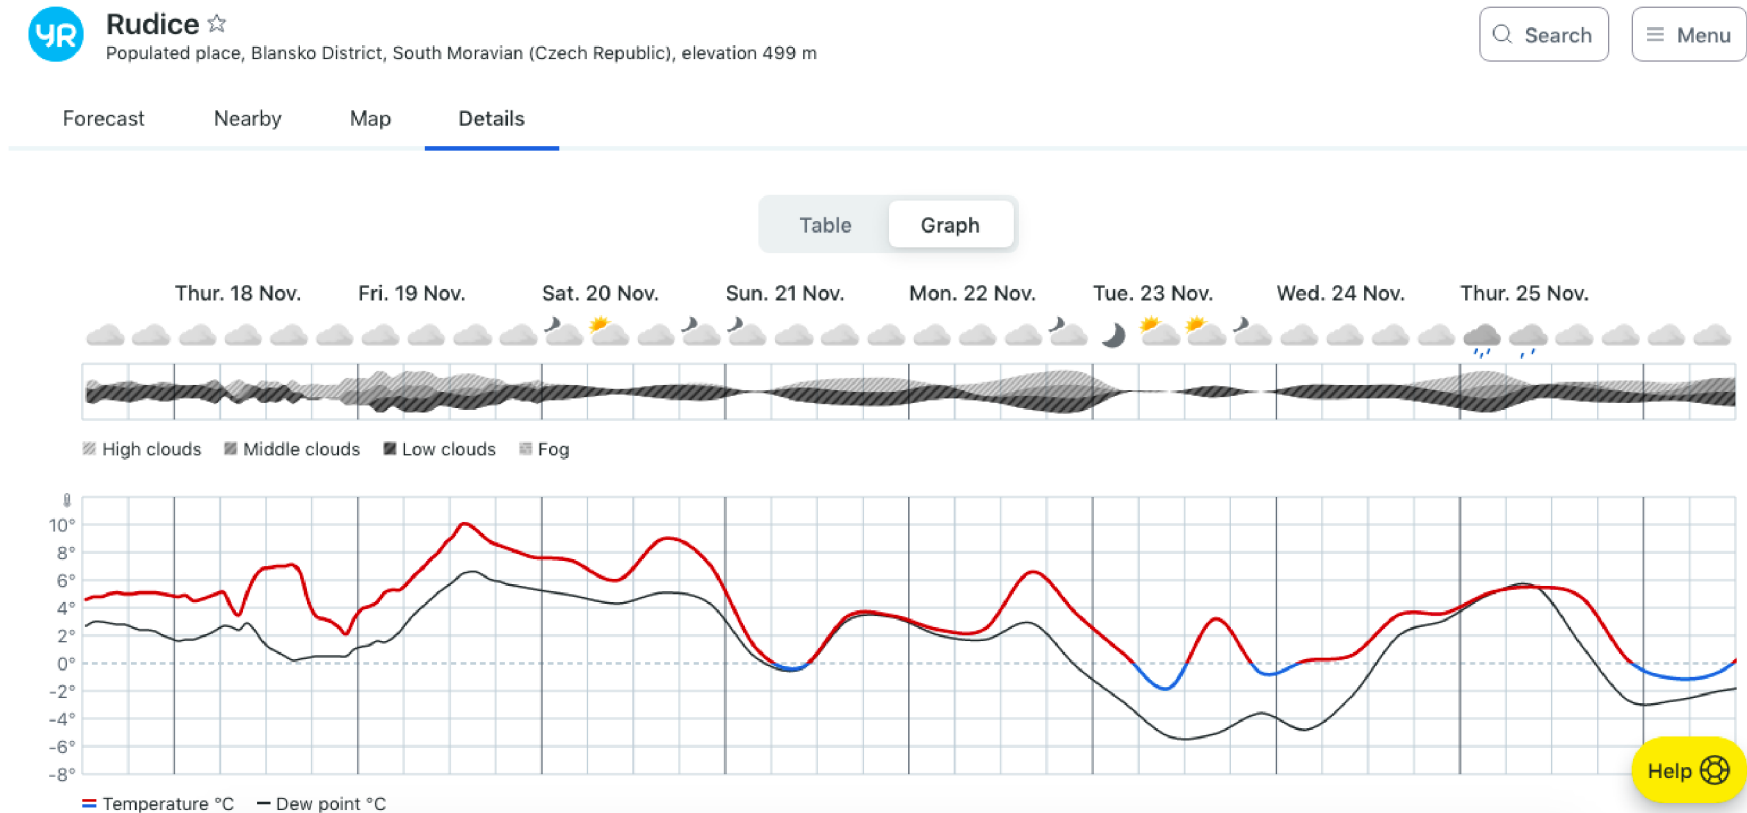 YR
Rudice
Populated place, Blansko District, South Moravian (Czech Republic), elevation 499 m
Search
Menu
Forecast Nearby Map Details
Table Graph
Thur. 18 Nov. Fri. 19 Nov. Sat. 20 Nov. Sun. 21 Nov. Mon. 22 Nov. Tue. 23 Nov. Wed. 24 Nov. Thur. 25 Nov.
High clouds Middle clouds Low clouds Fog
10°
8°
6°
4°
2°
0°
-2°
-4°
-6°
-8°
Help
Temperature °C Dew point °C